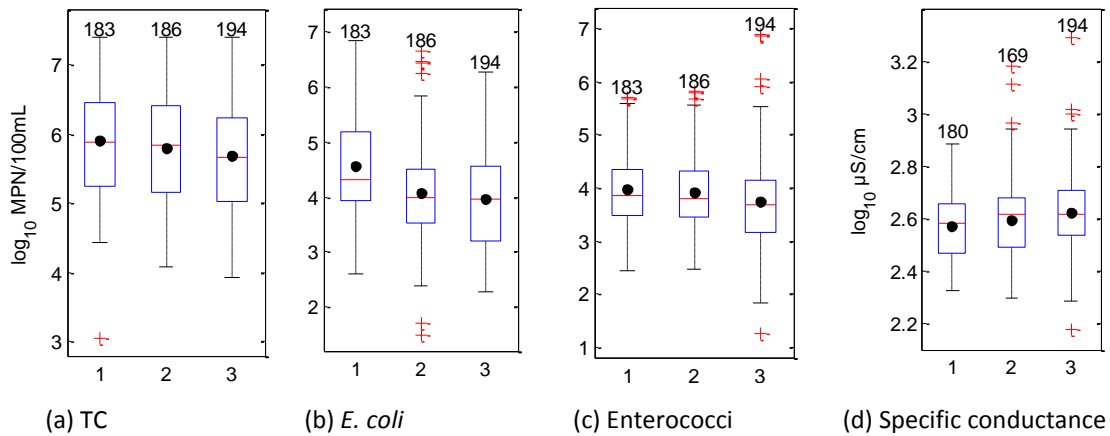 183 186 194
7
6
5
4
3
log10 MPN/100mL
1 2 3
(a) TC
183 186 194
7
6
5
4
3
2
1 2 3
(b) E. coli
183 186 194
7
6
5
4
3
2
1
1 2 3
(c) Enterococci
180 169 194
3.2
3
2.8
2.6
2.4
2.2
log10 µS/cm
1 2 3
(d) Specific conductance